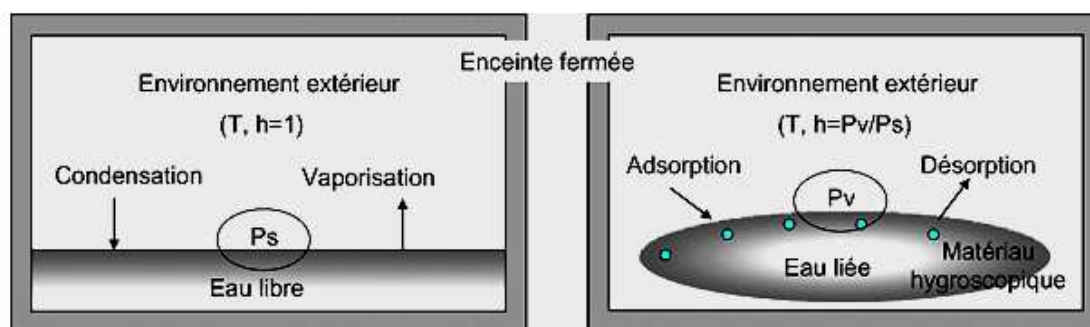 Enceinte fermée
Environnement extérieur
(T, h=1)
Condensation
Vaporisation
Ps
Eau libre
Environnement extérieur
(T, h=Pv/Ps)
Adsorption
Désorption
Pv
Eau liée
Matériau
hygroscopique